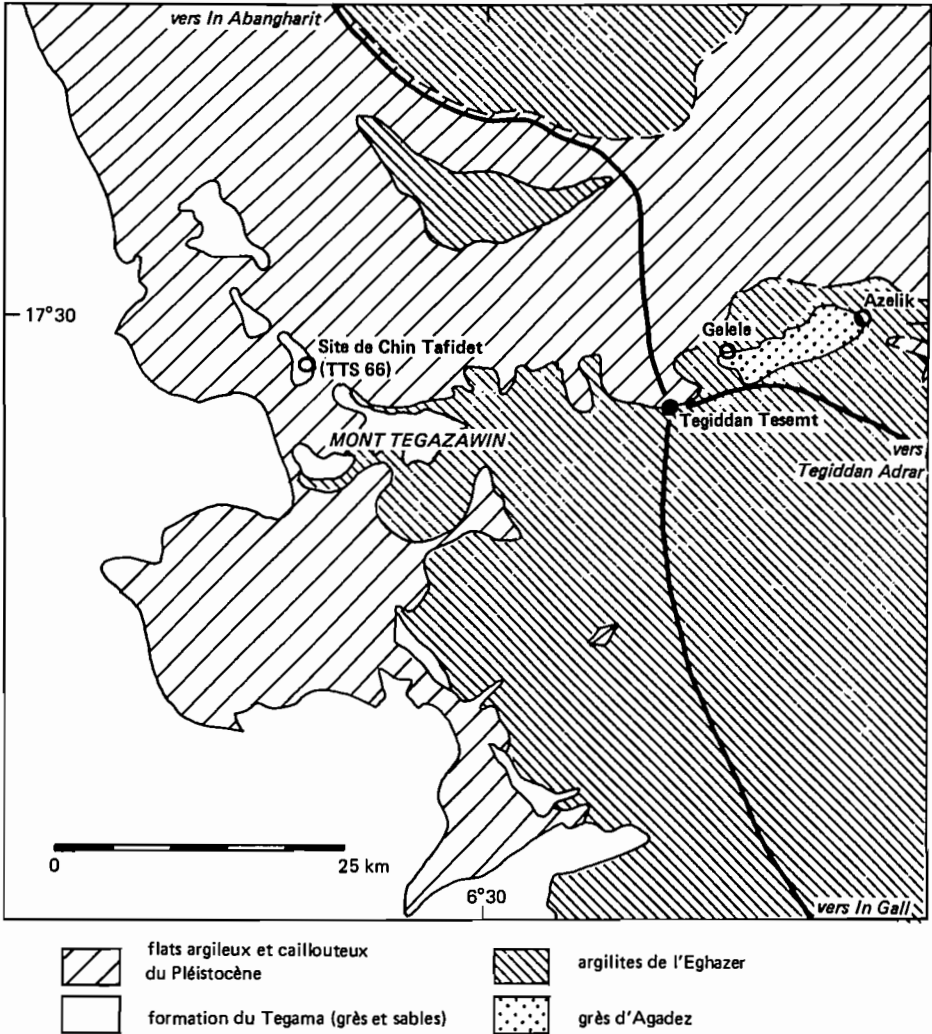 vers In Abangharit
17°30
Azelik
Gelele
Site de Chin Tafidet
(TTS 66)
Tegiddan Tesemt
MONT TEGAZAWIN
vers
Tegiddan Adrar
0
25 km
6°30
vers In Gall
flats argileux et caillouteux
du Pléistocène
argilites de l'Eghazer
formation du Tegama (grès et sables)
grès d'Agadez